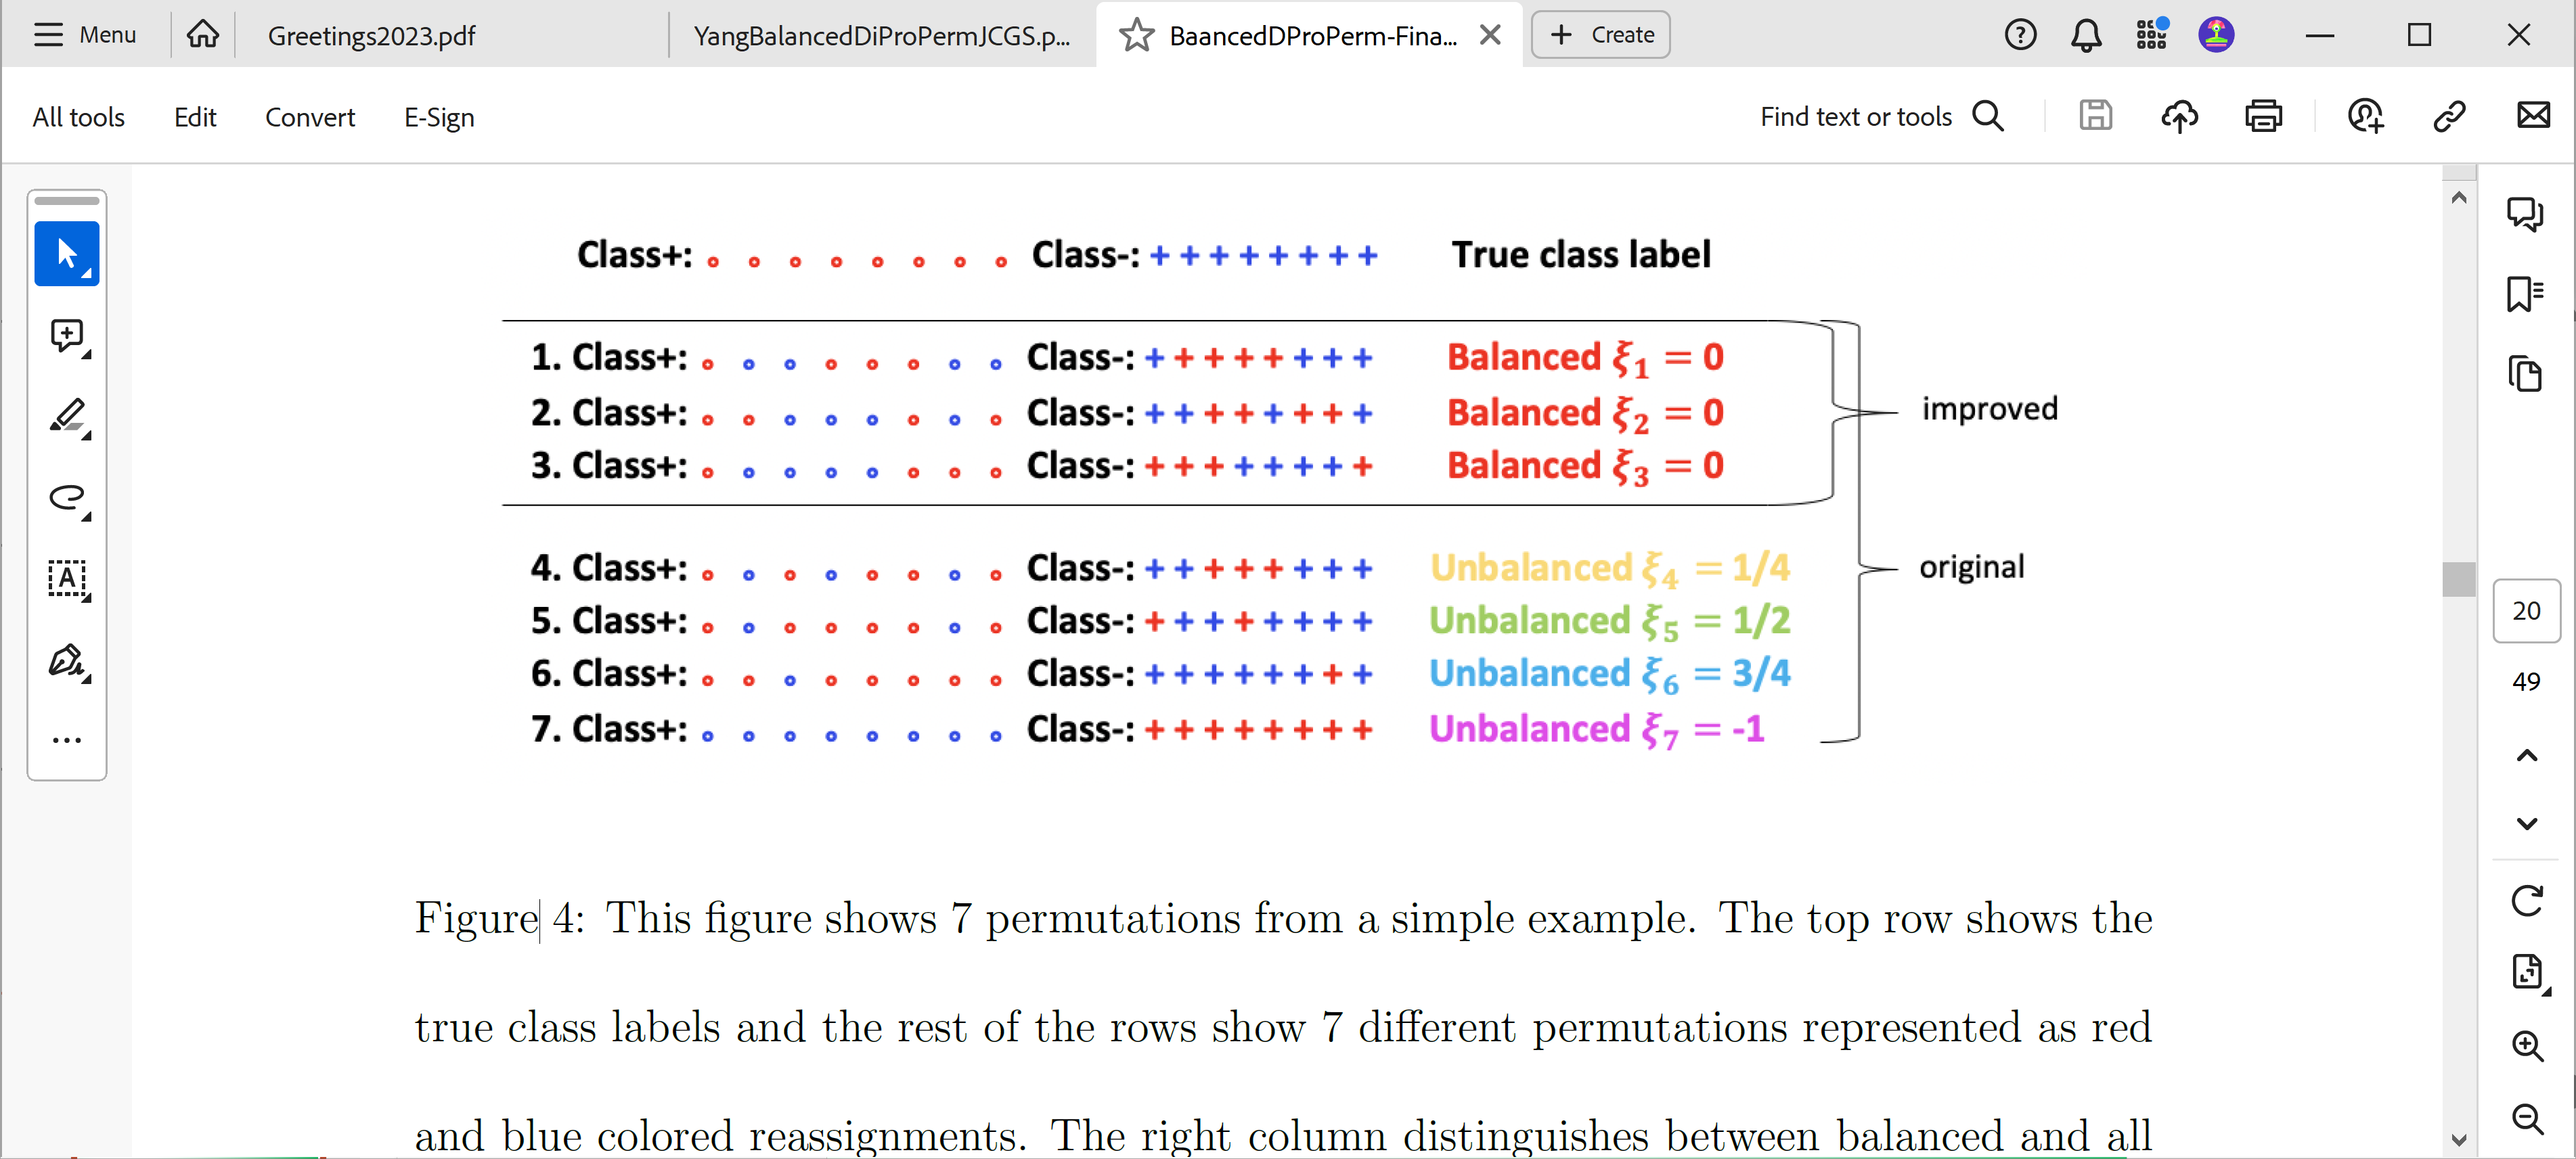 Menu Greetings2023.pdf YangBalancedDiProPermJCGS.p... BaancedDProPerm-Fina... + Create
All tools Edit Convert E-Sign Find text or tools
Class+: ∘ ∘ ∘ ∘ ∘ ∘ ∘ ∘ Class-: + + + + + + + + True class label
1. Class+: ∘ ∘ ∘ ∘ ∘ ∘ ∘ ∘ Class-: + + + + + + + + Balanced ξ₁ = 0
2. Class+: ∘ ∘ ∘ ∘ ∘ ∘ ∘ ∘ Class-: + + + + + + + + Balanced ξ₂ = 0
improved
3. Class+: ∘ ∘ ∘ ∘ ∘ ∘ ∘ ∘ Class-: + + + + + + + + Balanced ξ₃ = 0
4. Class+: ∘ ∘ ∘ ∘ ∘ ∘ ∘ ∘ Class-: + + + + + + + + Unbalanced ξ₄ = 1/4
original
5. Class+: ∘ ∘ ∘ ∘ ∘ ∘ ∘ ∘ Class-: + + + + + + + + Unbalanced ξ₅ = 1/2
6. Class+: ∘ ∘ ∘ ∘ ∘ ∘ ∘ ∘ Class-: + + + + + + + + Unbalanced ξ₆ = 3/4
7. Class+: ∘ ∘ ∘ ∘ ∘ ∘ ∘ ∘ Class-: + + + + + + + + Unbalanced ξ₇ = -1
Figure 4: This figure shows 7 permutations from a simple example. The top row shows the
true class labels and the rest of the rows show 7 different permutations represented as red
and blue colored reassignments. The right column distinguishes between balanced and all
20
49